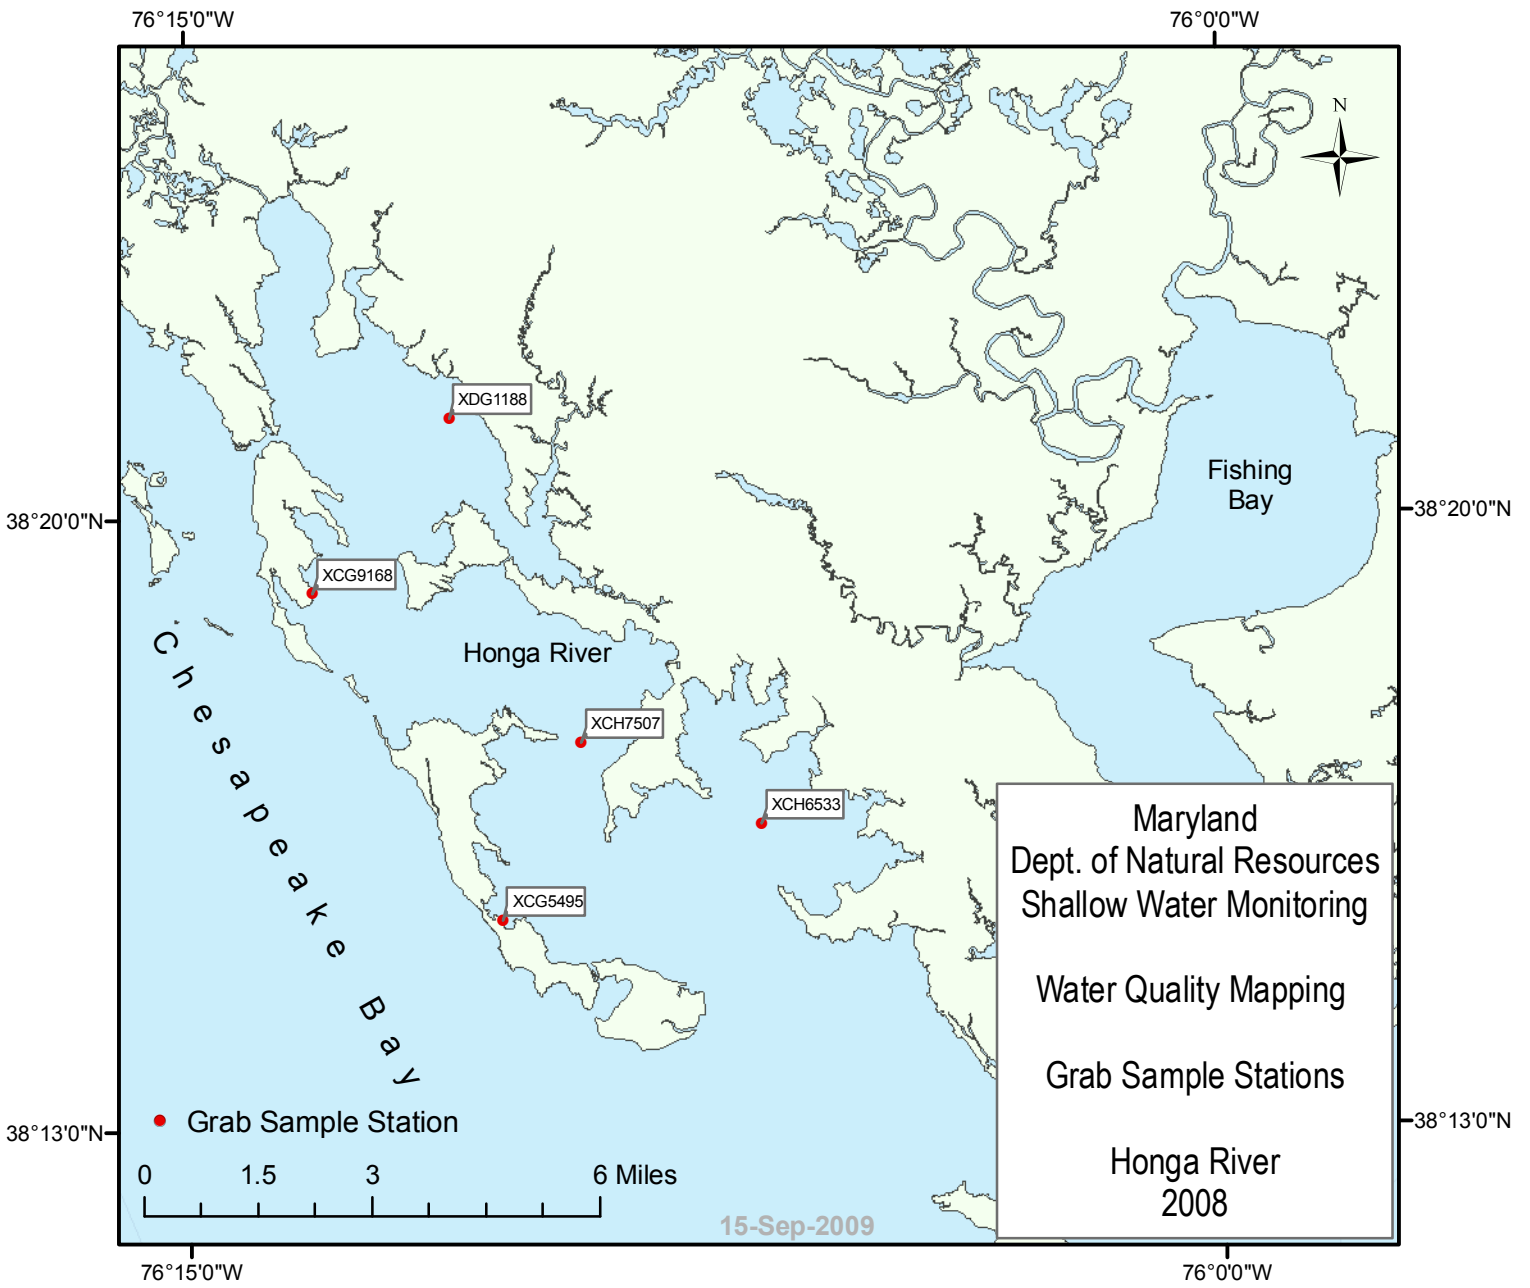 76°15'0"W
76°0'0"W
N
XDG1188
Fishing
Bay
38°20'0"N
38°20'0"N
XCG9168
Honga River
Chesapeake Bay
XCH7507
XCH6533
XCG5495
Maryland
Dept. of Natural Resources
Shallow Water Monitoring
Water Quality Mapping
Grab Sample Stations
Honga River
2008
Grab Sample Station
38°13'0"N
38°13'0"N
0 1.5 3 6 Miles
15-Sep-2009
76°15'0"W
76°0'0"W